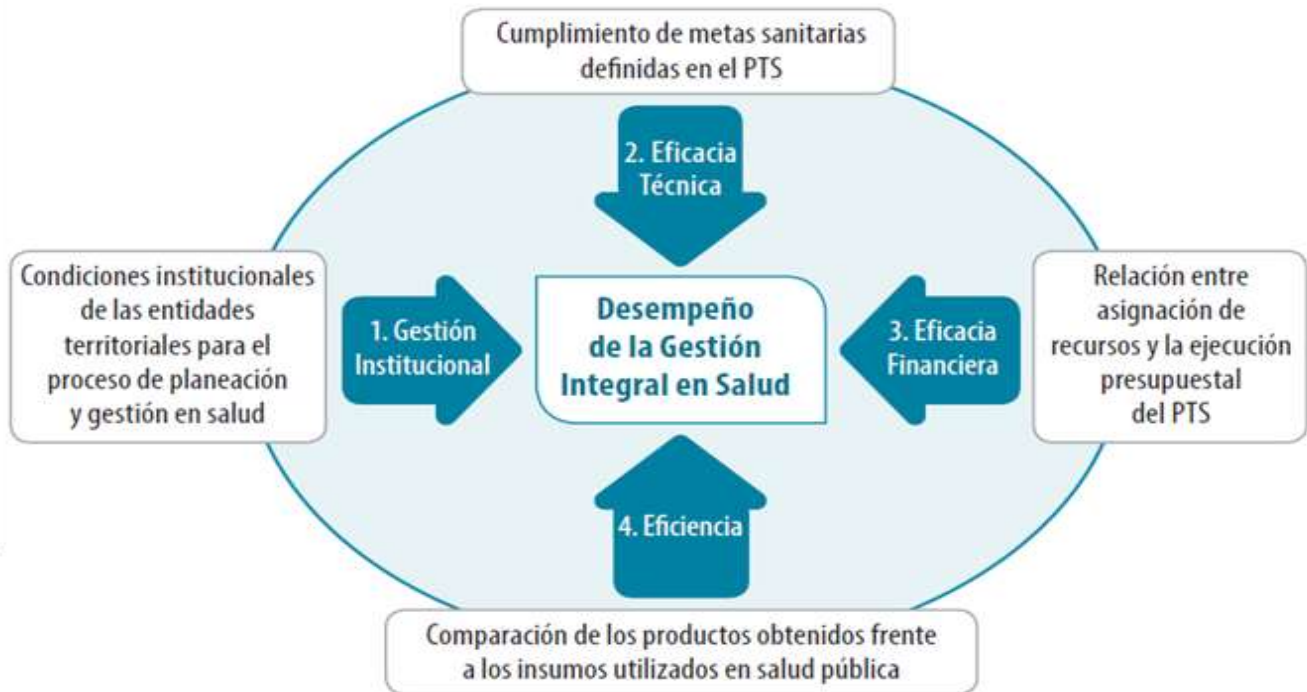 Cumplimiento de metas sanitarias
definidas en el PTS
2. Eficacia
Técnica
Condiciones institucionales
de las entidades
territoriales para el
proceso de planeación
y gestión en salud
1. Gestión
Institucional
Desempeño
de la Gestión
Integral en Salud
3. Eficacia
Financiera
Relación entre
asignación de
recursos y la ejecución
presupuestal
del PTS
4. Eficiencia
Comparación de los productos obtenidos frente
a los insumos utilizados en salud pública